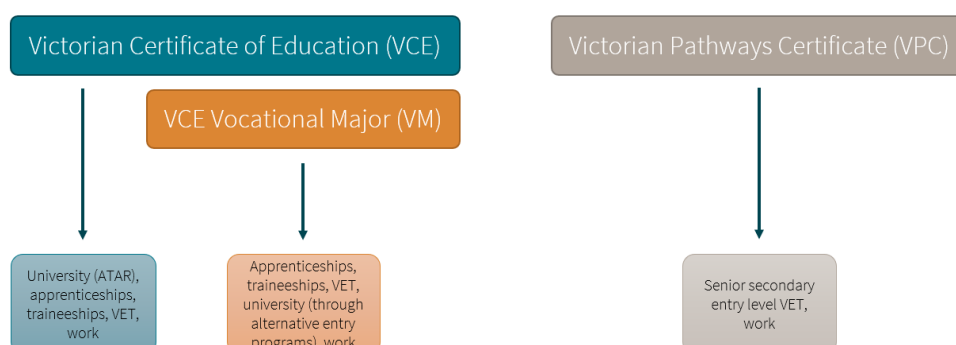 Victorian Certificate of Education (VCE)
Victorian Pathways Certificate (VPC)
VCE Vocational Major (VM)
University (ATAR),
apprenticeships,
traineeships, VET,
work
Apprenticeships,
traineeships, VET,
university (through
alternative entry
programs), work
Senior secondary
entry level VET,
work